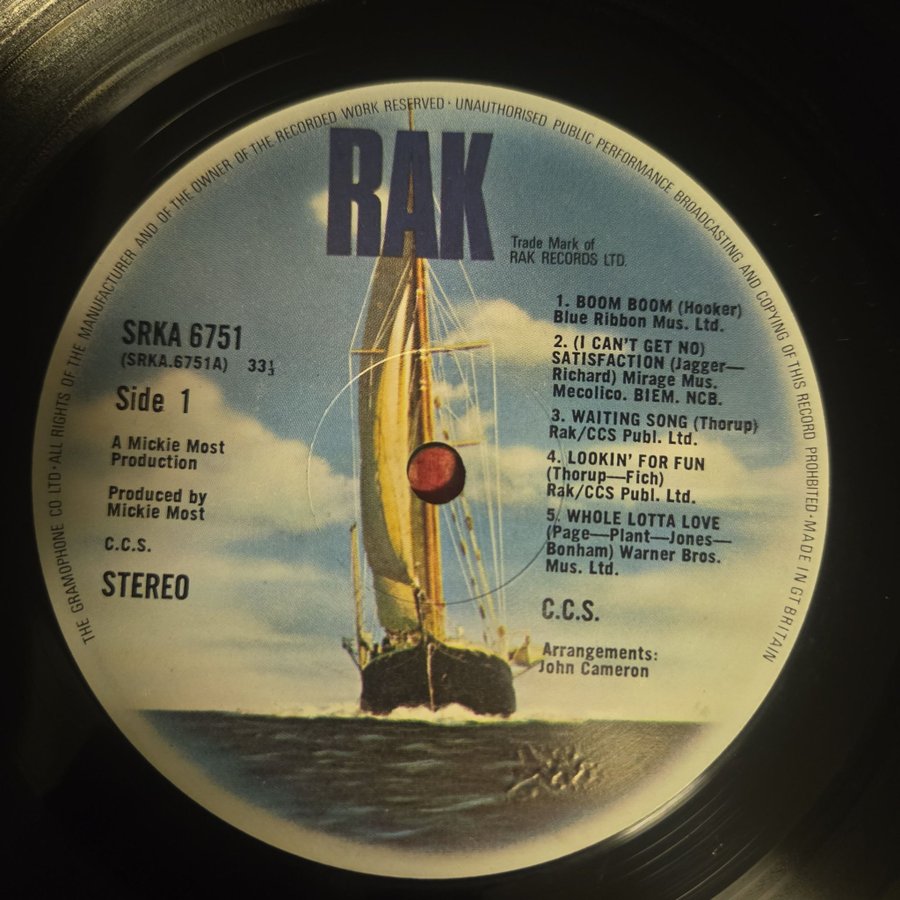 THE GRAMOPHONE CO LTD · ALL RIGHTS OF THE MANUFACTURER AND OF THE OWNER OF THE RECORDED WORK RESERVED · UNAUTHORISED PUBLIC PERFORMANCE BROADCASTING AND COPYING OF THIS RECORD PROHIBITED · MADE IN GT BRITAIN
RAK
Trade Mark of
RAK RECORDS LTD.
SRKA 6751
(SRKA.6751A) 33⅓
Side 1
A Mickie Most
Production
Produced by
Mickie Most
C.C.S.
STEREO
1. BOOM BOOM (Hooker)
Blue Ribbon Mus. Ltd.
2. (I CAN'T GET NO)
SATISFACTION (Jagger—
Richard) Mirage Mus.
Mecolico. BIEM. NCB.
3. WAITING SONG (Thorup)
Rak/CCS Publ. Ltd.
4. LOOKIN' FOR FUN
(Thorup—Fich)
Rak/CCS Publ. Ltd.
5. WHOLE LOTTA LOVE
(Page—Plant—Jones—
Bonham) Warner Bros.
Mus. Ltd.
C.C.S.
Arrangements:
John Cameron